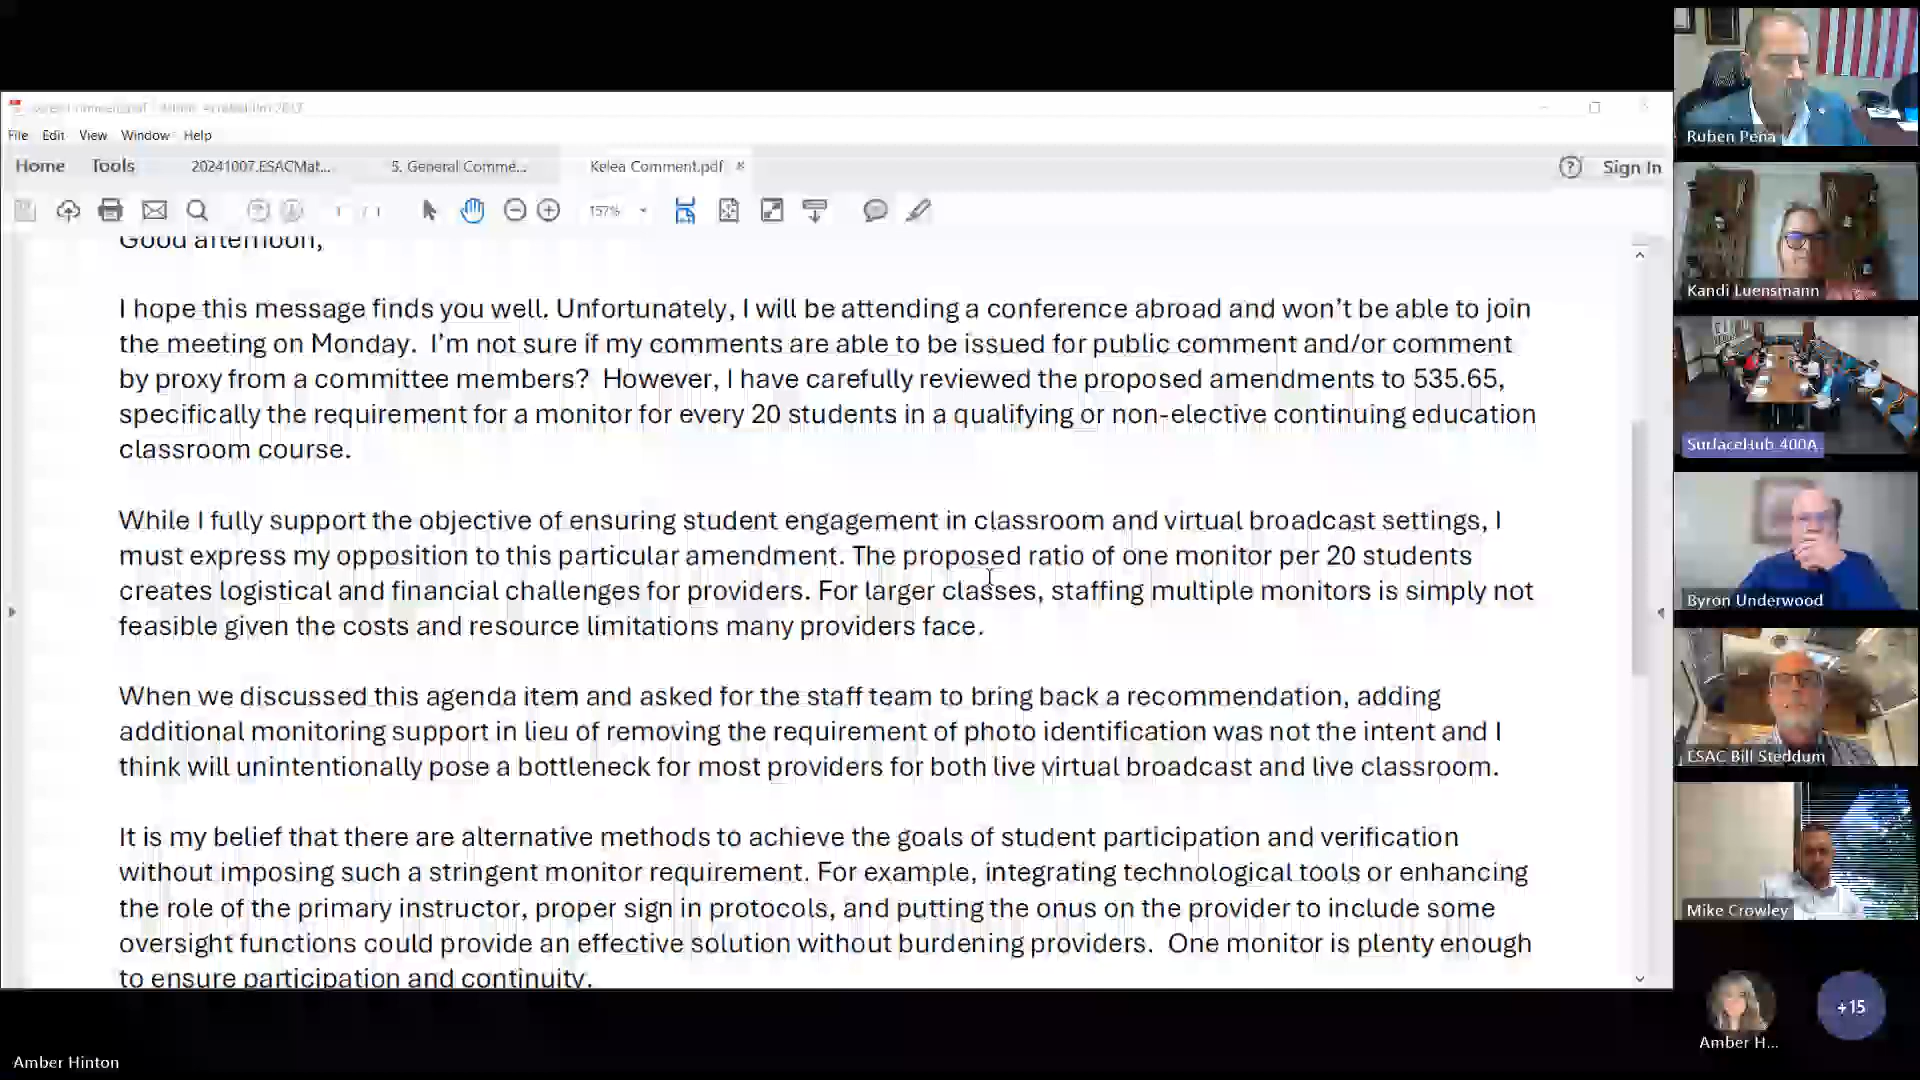 File Edit View Window Help
Home Tools 20241007.ESACMat... 5. General Comme... Kelea Comment.pdf × Sign In
1 / 1 157%
Good afternoon,
I hope this message finds you well. Unfortunately, I will be attending a conference abroad and won't be able to join
the meeting on Monday.  I'm not sure if my comments are able to be issued for public comment and/or comment
by proxy from a committee members?  However, I have carefully reviewed the proposed amendments to 535.65,
specifically the requirement for a monitor for every 20 students in a qualifying or non-elective continuing education
classroom course.
While I fully support the objective of ensuring student engagement in classroom and virtual broadcast settings, I
must express my opposition to this particular amendment. The proposed ratio of one monitor per 20 students
creates logistical and financial challenges for providers. For larger classes, staffing multiple monitors is simply not
feasible given the costs and resource limitations many providers face.
When we discussed this agenda item and asked for the staff team to bring back a recommendation, adding
additional monitoring support in lieu of removing the requirement of photo identification was not the intent and I
think will unintentionally pose a bottleneck for most providers for both live virtual broadcast and live classroom.
It is my belief that there are alternative methods to achieve the goals of student participation and verification
without imposing such a stringent monitor requirement. For example, integrating technological tools or enhancing
the role of the primary instructor, proper sign in protocols, and putting the onus on the provider to include some
oversight functions could provide an effective solution without burdening providers.  One monitor is plenty enough
to ensure participation and continuity.
Ruben Pena
Kandi Luensmann
SurfaceHub 400A
Byron Underwood
ESAC Bill Steddum
Mike Crowley
Amber H...
+15
Amber Hinton